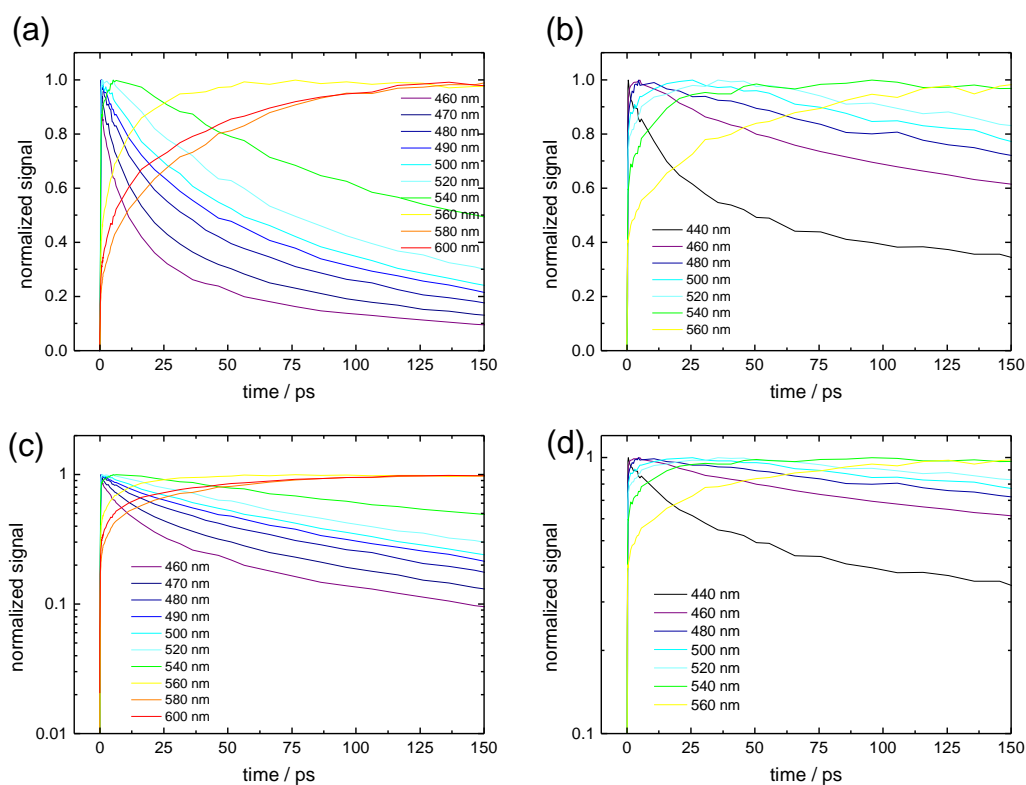 (a)
normalized signal
1.0
0.8
0.6
0.4
0.2
0.0
460 nm
470 nm
480 nm
490 nm
500 nm
520 nm
540 nm
560 nm
580 nm
600 nm
0 25 50 75 100 125 150
time / ps
(b)
normalized signal
1.0
0.8
0.6
0.4
0.2
0.0
440 nm
460 nm
480 nm
500 nm
520 nm
540 nm
560 nm
0 25 50 75 100 125 150
time / ps
(c)
normalized signal
1
0.1
0.01
460 nm
470 nm
480 nm
490 nm
500 nm
520 nm
540 nm
560 nm
580 nm
600 nm
0 25 50 75 100 125 150
time / ps
(d)
normalized signal
1
0.1
440 nm
460 nm
480 nm
500 nm
520 nm
540 nm
560 nm
0 25 50 75 100 125 150
time / ps